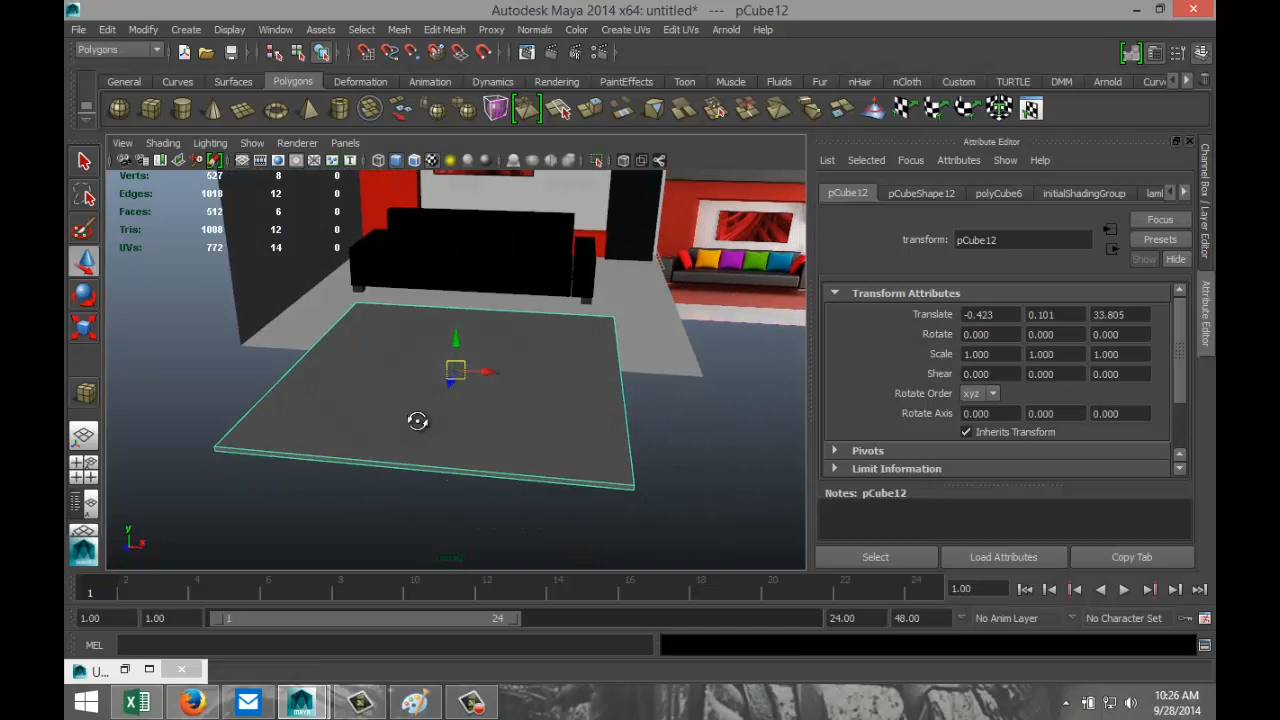 Autodesk Maya 2014 x64: untitled* --- pCube12
File Edit Modify Create Display Window Assets Select Mesh Edit Mesh Proxy Normals Color Create UVs Edit UVs Arnold Help
Polygons
General Curves Surfaces Polygons Deformation Animation Dynamics Rendering PaintEffects Toon Muscle Fluids Fur nHair nCloth Custom TURTLE DMM Arnold Curv
View Shading Lighting Show Renderer Panels
Attribute Editor
List Selected Focus Attributes Show Help
Verts: 527 8 0
Edges: 1018 12 0
Faces: 512 6 0
Tris: 1008 12 0
UVs: 772 14 0
pCube12 pCubeShape12 polyCube6 initialShadingGroup laml
Focus
transform: pCube12
Presets
Show Hide
Transform Attributes
Translate -0.423 0.101 33.805
Rotate 0.000 0.000 0.000
Scale 1.000 1.000 1.000
Shear 0.000 0.000 0.000
Rotate Order xyz
Rotate Axis 0.000 0.000 0.000
Inherits Transform
Pivots
Limit Information
Notes: pCube12
Select Load Attributes Copy Tab
Channel Box / Layer Editor
Attribute Editor
y
x
2 4 6 8 10 12 14 16 18 20 22 24
1
1.00
1.00 1.00 1 24 24.00 48.00 No Anim Layer No Character Set
MEL
U...
10:26 AM
9/28/2014